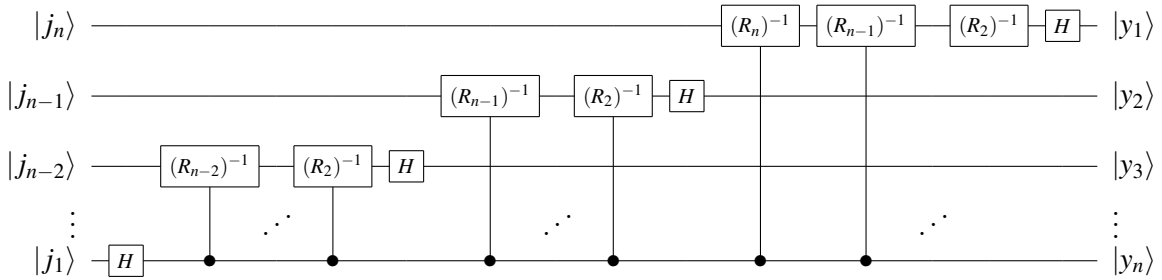 |j_n⟩ (R_n)^{-1} (R_{n-1})^{-1} (R_2)^{-1} H |y_1⟩
|j_{n-1}⟩ (R_{n-1})^{-1} (R_2)^{-1} H |y_2⟩
|j_{n-2}⟩ (R_{n-2})^{-1} (R_2)^{-1} H |y_3⟩
⋮ ⋰ ⋰ ⋰ ⋮
|j_1⟩ H |y_n⟩